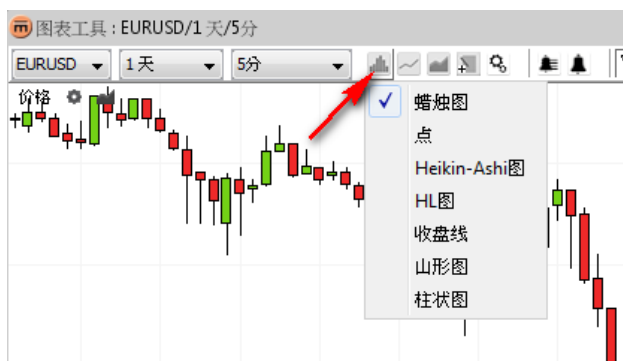 图表工具 : EURUSD/1 天/5分
EURUSD 1 天 5分
价格
蜡烛图
点
Heikin-Ashi图
HL图
收盘线
山形图
柱状图